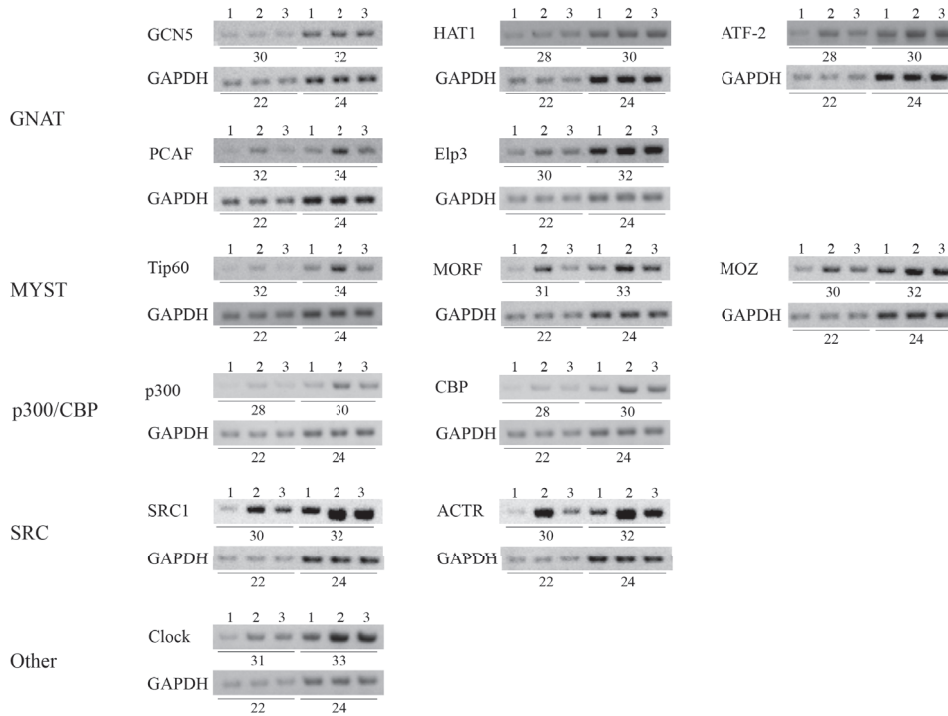 1 2 3 1 2 3 1 2 3 1 2 3 1 2 3 1 2 3
GCN5 HAT1 ATF-2
30 32 28 30 28 30
GAPDH GAPDH GAPDH
22 24 22 24 22 24
GNAT
1 2 3 1 2 3 1 2 3 1 2 3
PCAF Elp3
32 34 30 32
GAPDH GAPDH
22 24 22 24
1 2 3 1 2 3 1 2 3 1 2 3 1 2 3 1 2 3
Tip60 MORF MOZ
MYST
32 34 31 33 30 32
GAPDH GAPDH GAPDH
22 24 22 24 22 24
1 2 3 1 2 3 1 2 3 1 2 3
p300 CBP
28 30 28 30
p300/CBP
GAPDH GAPDH
22 24 22 24
1 2 3 1 2 3 1 2 3 1 2 3
SRC1 ACTR
SRC
30 32 30 32
GAPDH GAPDH
22 24 22 24
1 2 3 1 2 3
Clock
31 33
Other
GAPDH
22 24